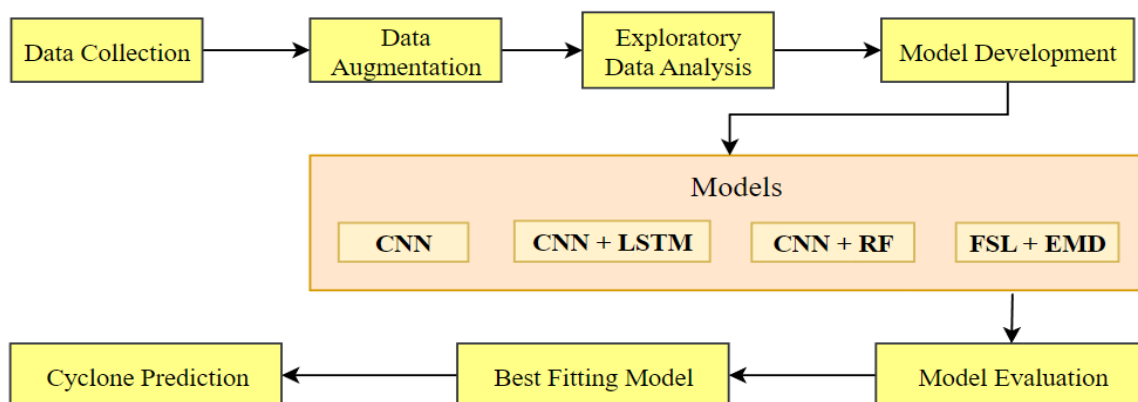 Data Collection
Data
Augmentation
Exploratory
Data Analysis
Model Development
Models
CNN
CNN + LSTM
CNN + RF
FSL + EMD
Cyclone Prediction
Best Fitting Model
Model Evaluation